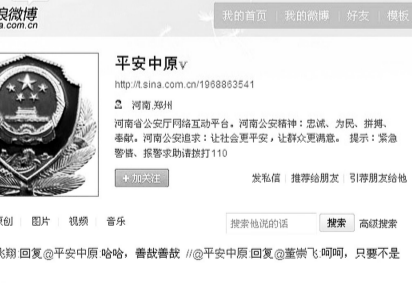 浪微博
a.com.cn
我的首页 | 我的微博 | 好友 | 模板
平安中原v
http://t.sina.com.cn/1968863541
河南,郑州
河南省公安厅网络互动平台。河南公安精神：忠诚、为民、拼搏、
奉献。河南公安追求：让社会更平安，让群众更满意。 提示：紧急
警情、报警求助请拨打110
+加关注
发私信 | 推荐给朋友 | 引荐朋友给他
原创 | 图片 | 视频 | 音乐
搜索他说的话 搜索 高级搜索
兆翔:回复@平安中原:哈哈，善哉善哉 //@平安中原:回复@董崇飞:呵呵，只要不是